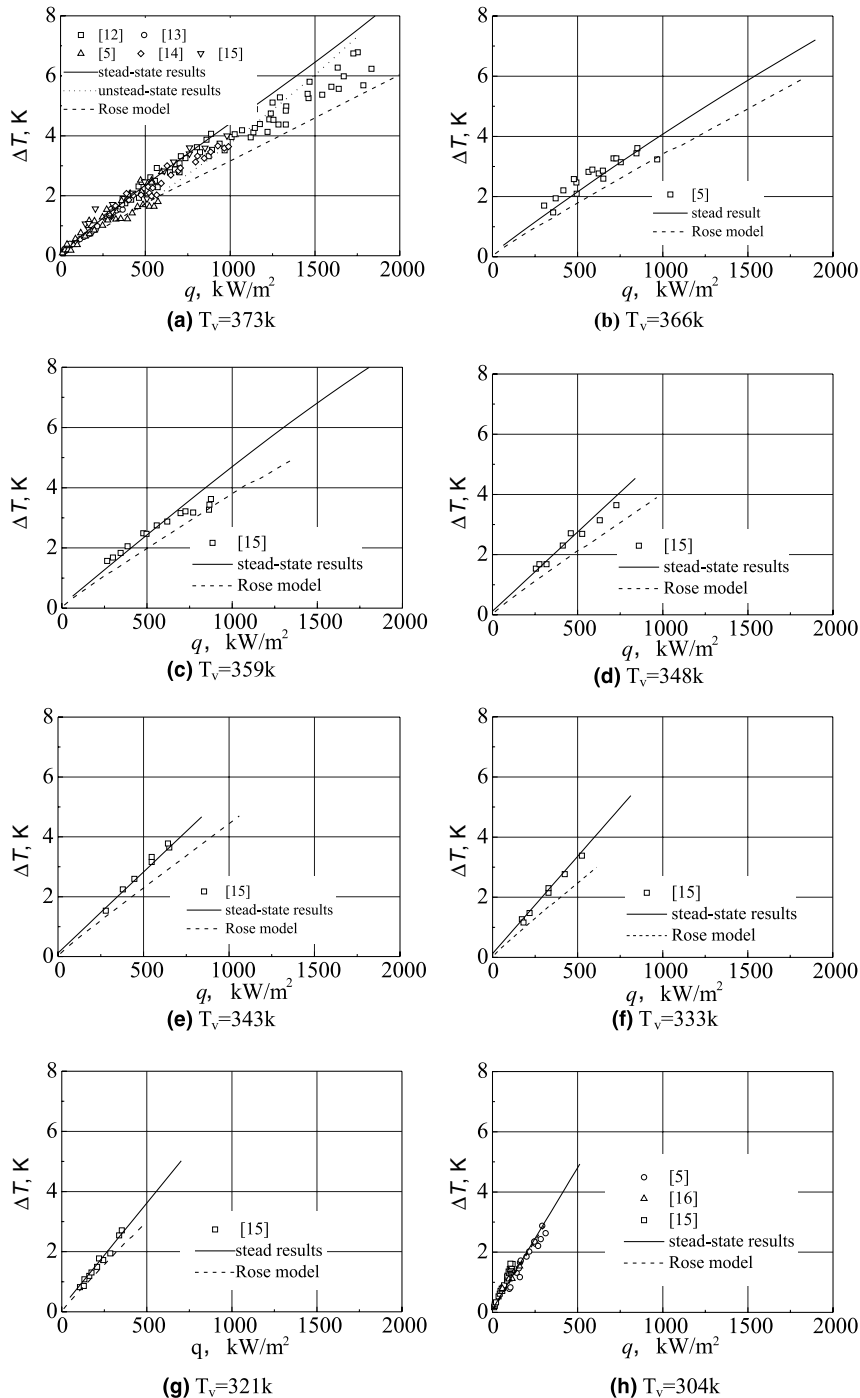 8
6
4
2
0
ΔT, K
[12] [13]
[5] [14] [15]
stead-state results
unstead-state results
Rose model
0 500 1000 1500 2000
q, kW/m2
(a) Tv=373k
8
6
4
2
0
ΔT, K
[5]
stead result
Rose model
0 500 1000 1500 2000
q, kW/m2
(b) Tv=366k
8
6
4
2
0
ΔT, K
[15]
stead-state results
Rose model
0 500 1000 1500 2000
q, kW/m2
(c) Tv=359k
8
6
4
2
0
ΔT, K
[15]
stead-state results
Rose model
0 500 1000 1500 2000
q, kW/m2
(d) Tv=348k
8
6
4
2
0
ΔT, K
[15]
stead-state results
Rose model
0 500 1000 1500 2000
q, kW/m2
(e) Tv=343k
8
6
4
2
0
ΔT, K
[15]
stead-state results
Rose model
0 500 1000 1500 2000
q, kW/m2
(f) Tv=333k
8
6
4
2
0
ΔT, K
[15]
stead results
Rose model
0 500 1000 1500 2000
q, kW/m2
(g) Tv=321k
8
6
4
2
0
ΔT, K
[5]
[16]
[15]
stead-state results
Rose model
0 500 1000 1500 2000
q, kW/m2
(h) Tv=304k